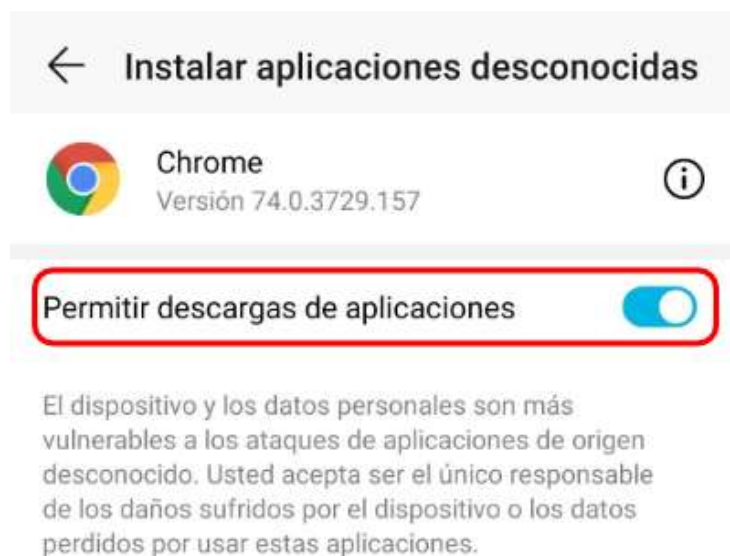 Instalar aplicaciones desconocidas
Chrome
Versión 74.0.3729.157
Permitir descargas de aplicaciones
El dispositivo y los datos personales son más
vulnerables a los ataques de aplicaciones de origen
desconocido. Usted acepta ser el único responsable
de los daños sufridos por el dispositivo o los datos
perdidos por usar estas aplicaciones.